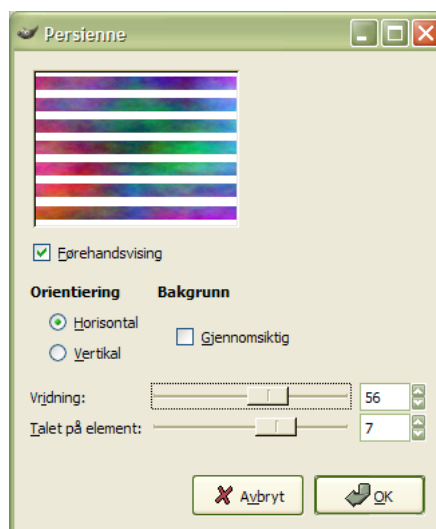 Persienne
Førehandsvising
Orientiering Bakgrunn
Horisontal
Gjennomsiktig
Vertikal
Vridning: 56
Talet på element: 7
Avbryt OK